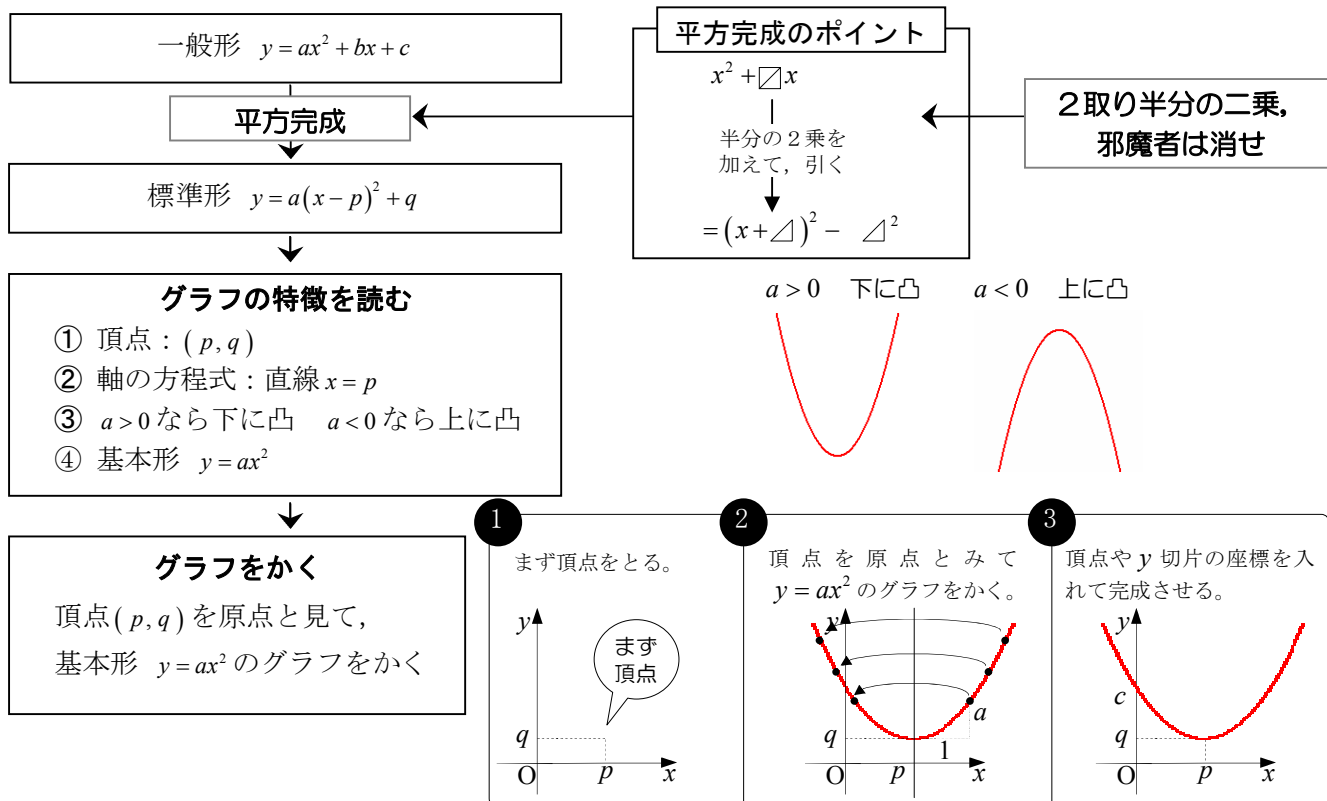 一般形 y = ax² + bx + c
平方完成
標準形 y = a(x − p)² + q
平方完成のポイント
x² + □ x
半分の2乗を
加えて，引く
= (x + ⊿)² − ⊿²
２取り半分の二乗，
邪魔者は消せ
グラフの特徴を読む
① 頂点：(p, q)
② 軸の方程式：直線 x = p
③ a > 0 なら下に凸 a < 0 なら上に凸
④ 基本形 y = ax²
a > 0 下に凸
a < 0 上に凸
グラフをかく
頂点(p, q)を原点と見て，
基本形 y = ax² のグラフをかく
1
まず頂点をとる。
y
まず
頂点
q
O p x
2
頂点を原点とみて
y = ax² のグラフをかく。
y
a
q
1
O p x
3
頂点や y 切片の座標を入
れて完成させる。
y
c
q
O p x